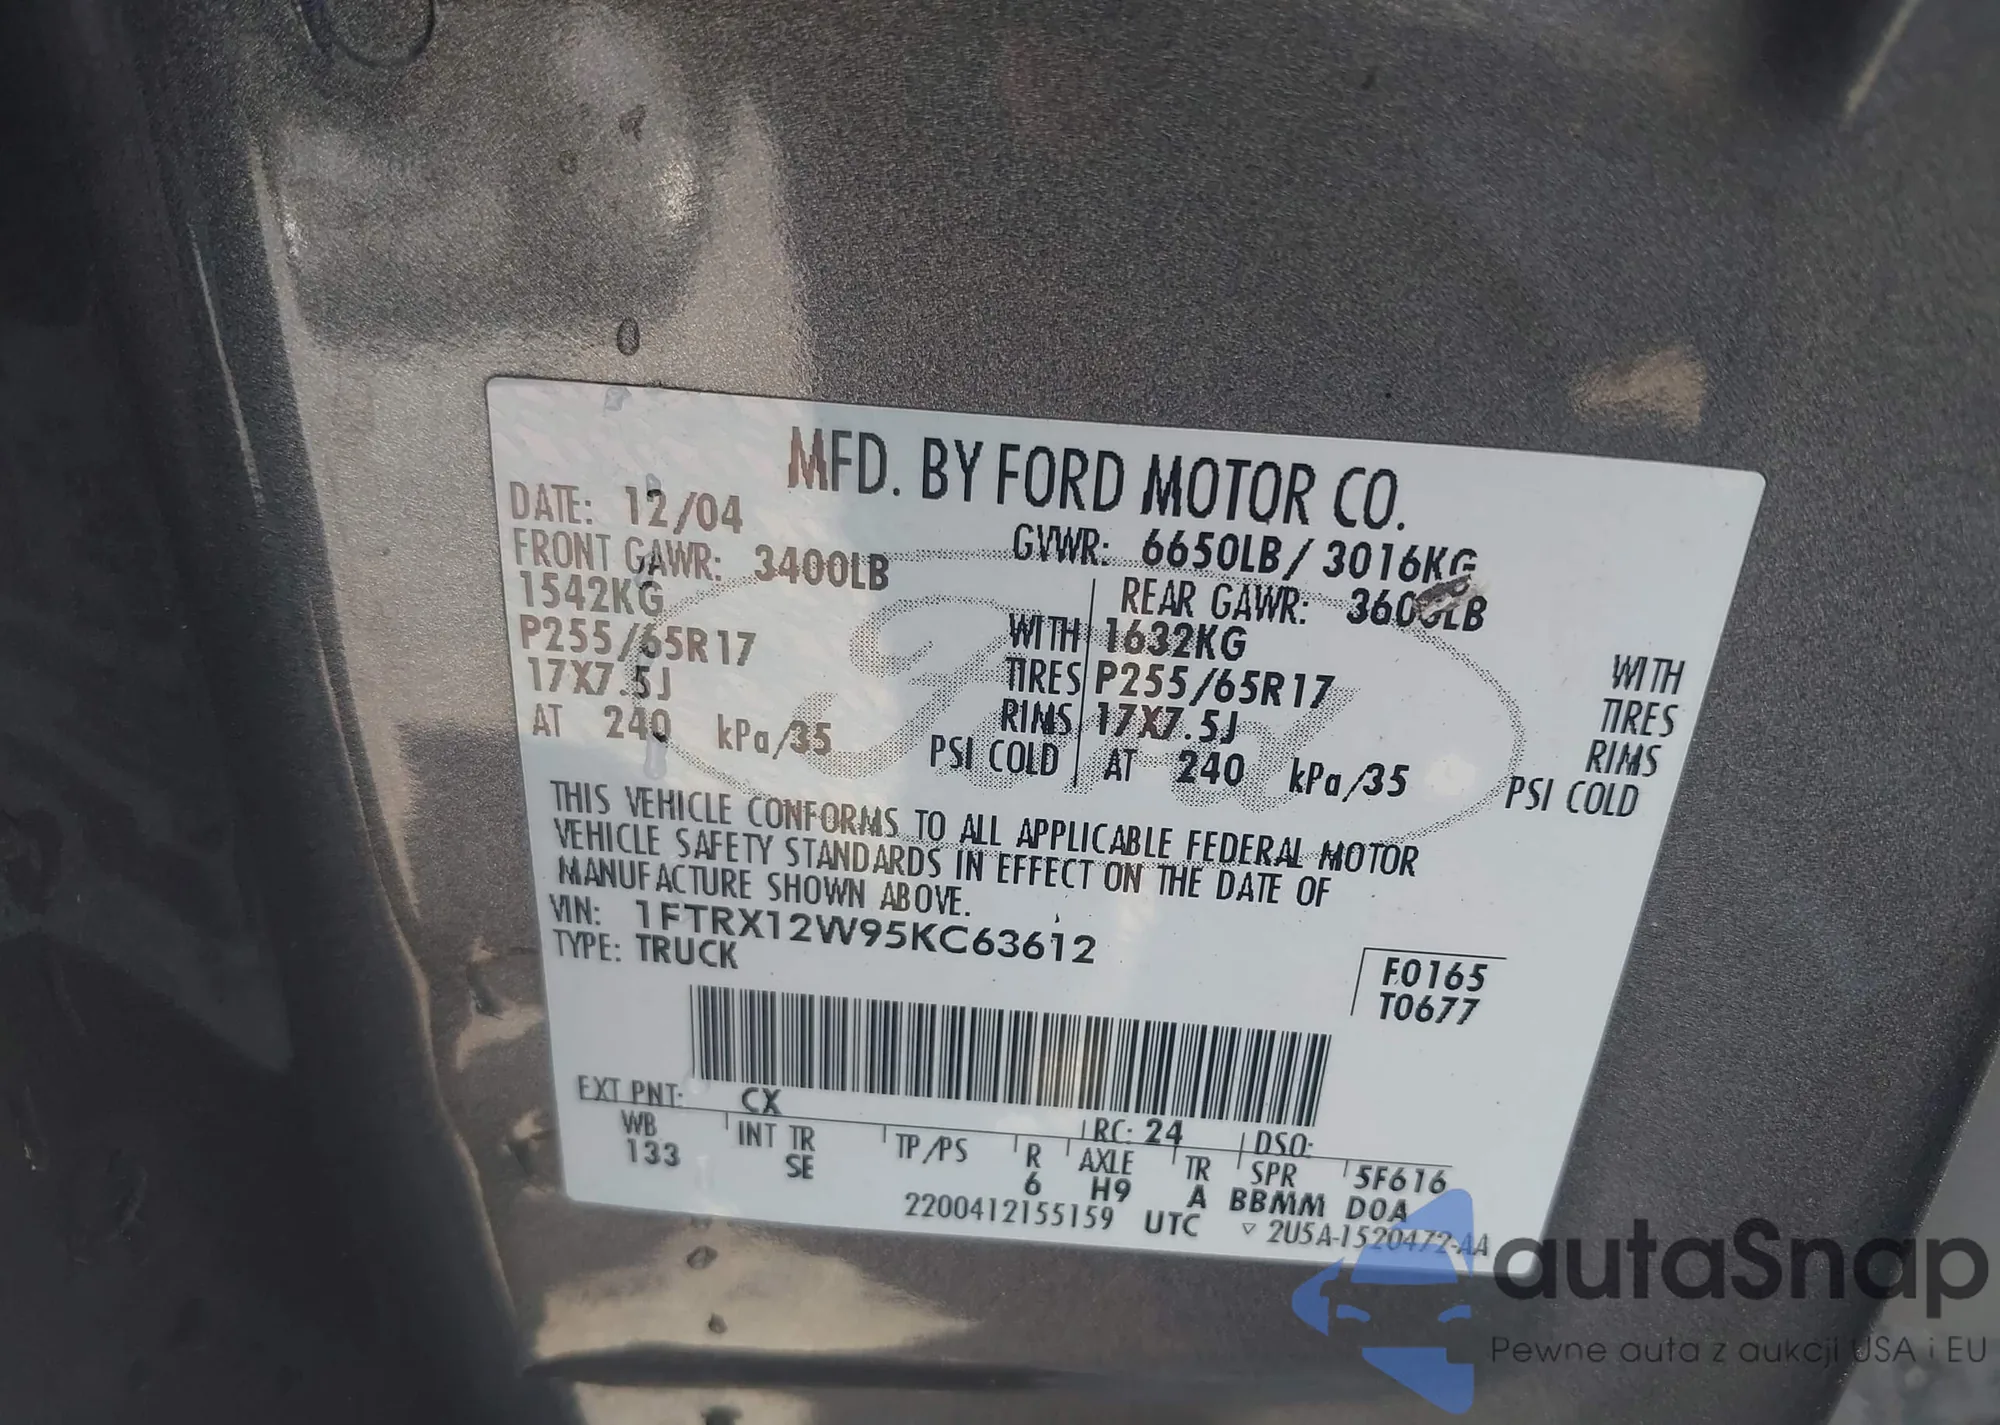 MFD. BY FORD MOTOR CO.
DATE: 12/04 GVWR: 6650LB/3016KG
FRONT GAWR: 3400LB REAR GAWR: 3600LB
1542KG WITH 1632KG WITH
P255/65R17 TIRES P255/65R17 TIRES
17X7.5J RIMS 17X7.5J RIMS
AT 240 kPa/35 PSI COLD AT 240 kPa/35 PSI COLD
THIS VEHICLE CONFORMS TO ALL APPLICABLE FEDERAL MOTOR
VEHICLE SAFETY STANDARDS IN EFFECT ON THE DATE OF
MANUFACTURE SHOWN ABOVE.
VIN: 1FTRX12W95KC63612
TYPE: TRUCK
F0165
T0677
EXT PNT: CX RC: 24 DSO:
WB INT TR TP/PS R AXLE TR SPR 5F616
133 SE 6 H9 A BBMM DOA
2200412155159 UTC ▽ 2U5A-1520472-AA
Ford
autaSnap
Pewne auta z aukcji USA i EU